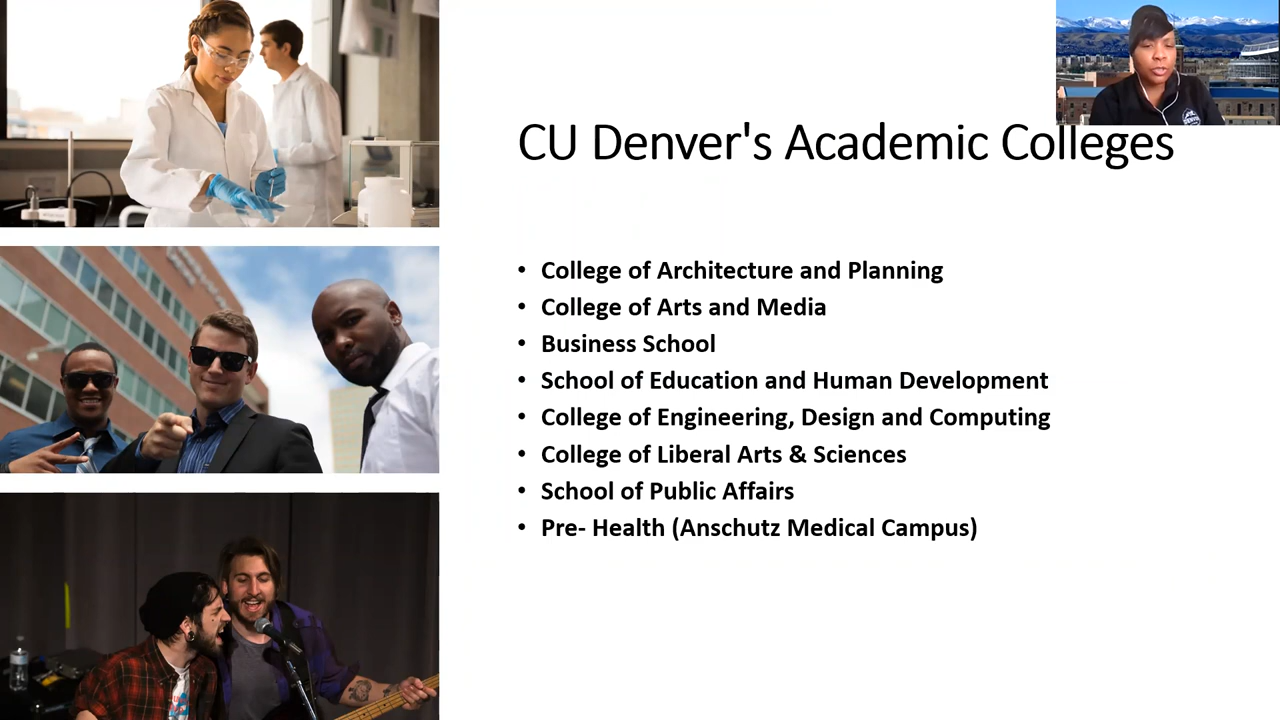 CU Denver's Academic Colleges
• College of Architecture and Planning
• College of Arts and Media
• Business School
• School of Education and Human Development
• College of Engineering, Design and Computing
• College of Liberal Arts & Sciences
• School of Public Affairs
• Pre- Health (Anschutz Medical Campus)